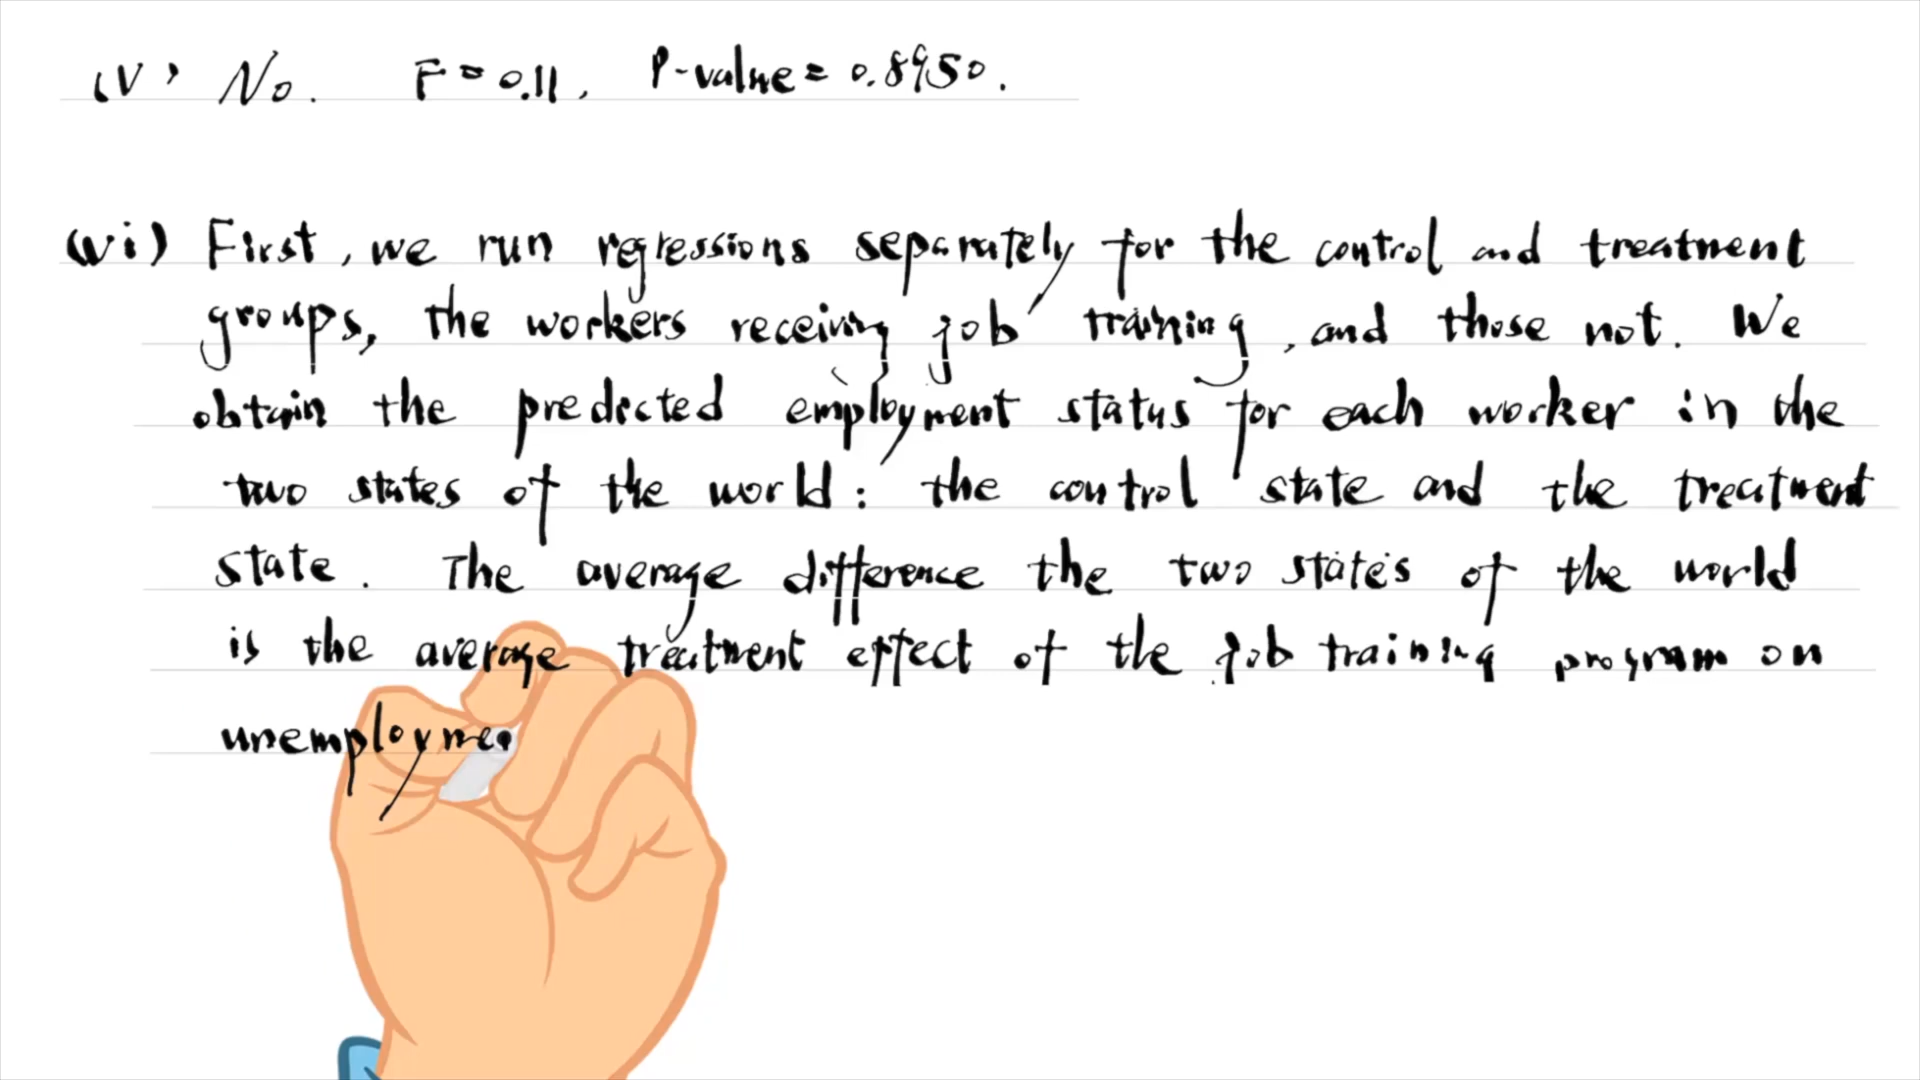 (V) No. F = 0.11, P-value = 0.8950.
(vi) First, we run regressions separately for the control and treatment
groups, the workers receiving job training, and those not. We
obtain the predicted employment status for each worker in the
two states of the world: the control state and the treatment
state. The average difference the two states of the world
is the average treatment effect of the job training program on
unemployme